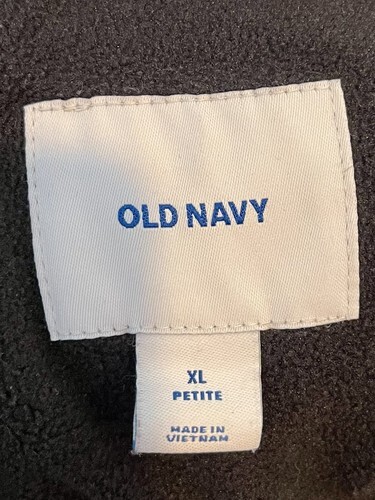 OLD NAVY
XL
PETITE
MADE IN
VIETNAM